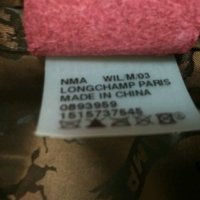 NMA WIL/M/03
LONGCHAMP PARIS
MADE IN CHINA
0893959
1515737545